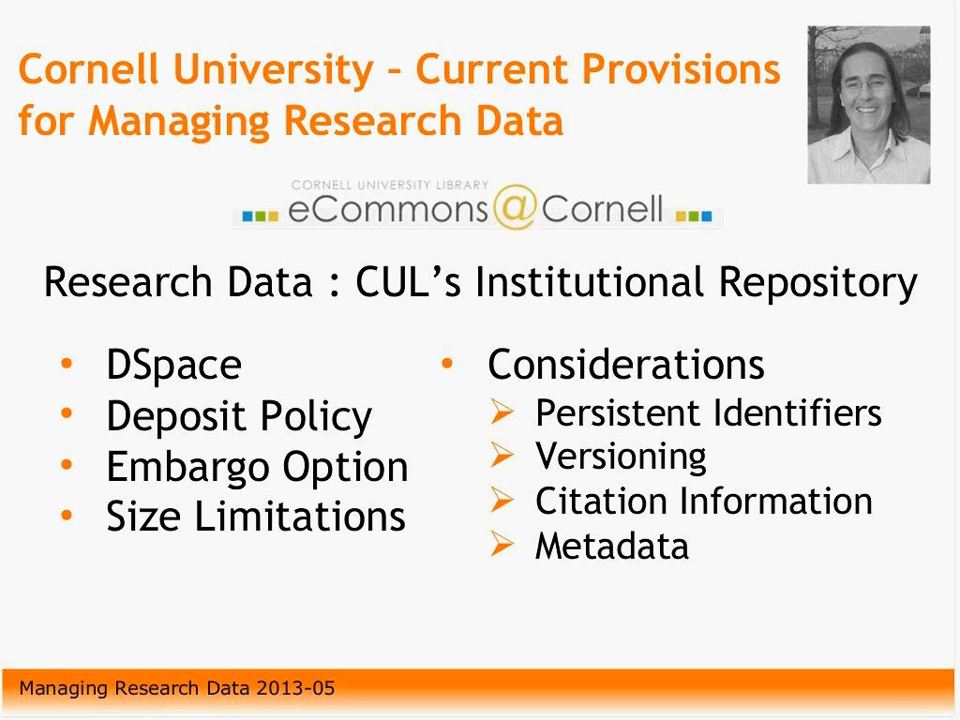 Cornell University – Current Provisions
for Managing Research Data
CORNELL UNIVERSITY LIBRARY
eCommons@Cornell
Research Data : CUL’s Institutional Repository
• DSpace
• Deposit Policy
• Embargo Option
• Size Limitations
• Considerations
➢ Persistent Identifiers
➢ Versioning
➢ Citation Information
➢ Metadata
Managing Research Data 2013-05